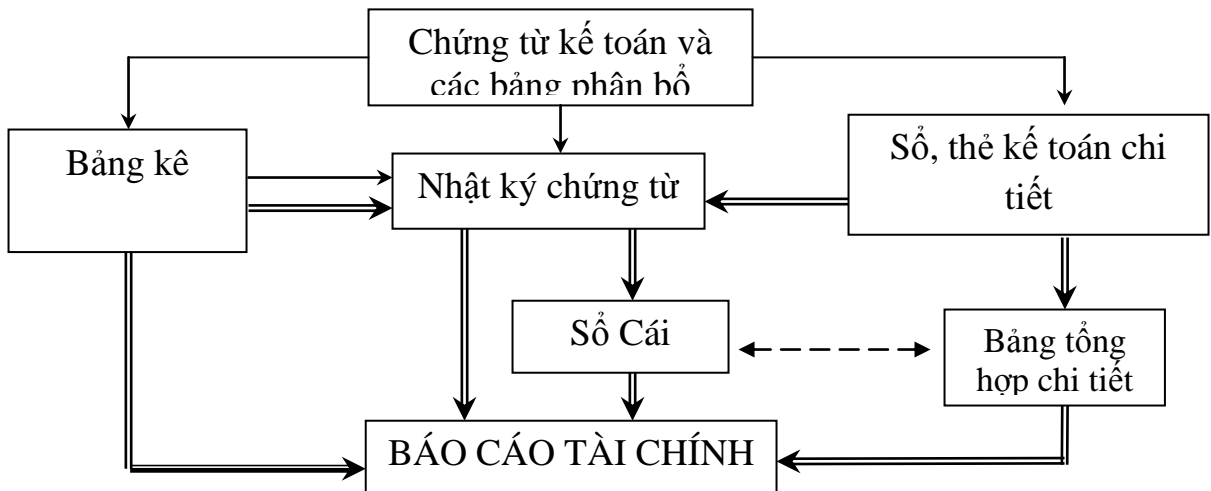 Chứng từ kế toán và
các bảng phân bổ
Bảng kê
Nhật ký chứng từ
Sổ, thẻ kế toán chi
tiết
Sổ Cái
Bảng tổng
hợp chi tiết
BÁO CÁO TÀI CHÍNH